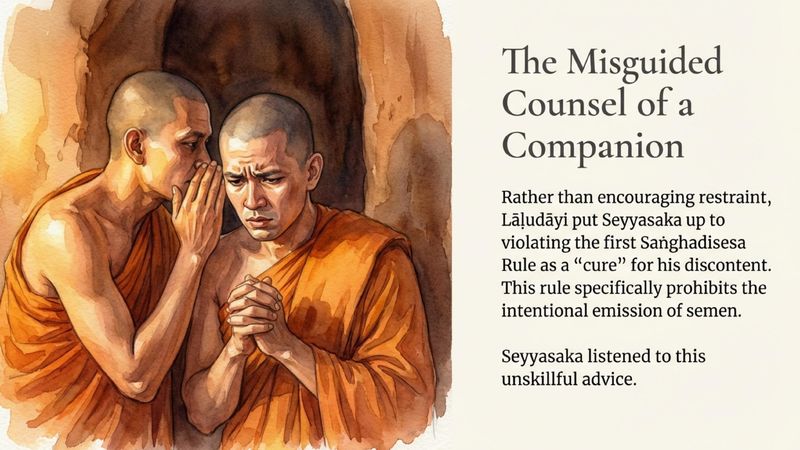 The Misguided
Counsel of a
Companion
Rather than encouraging restraint,
Lāḷudāyi put Seyyasaka up to
violating the first Saṅghadisesa
Rule as a “cure” for his discontent.
This rule specifically prohibits the
intentional emission of semen.
Seyyasaka listened to this
unskillful advice.